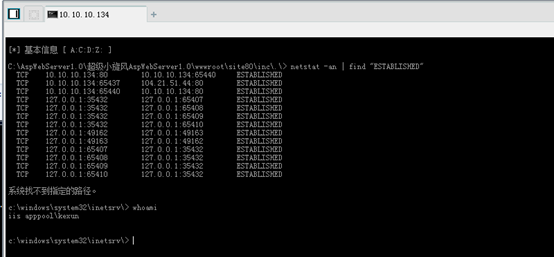 10.10.10.134
[*] 基本信息 [ A:C:D:Z: ]
C:\AspWebServer1.0\超级小旋风AspWebServer1.0\wwwroot\site80\inc\.\> netstat -an | find "ESTABLISHED"
TCP 10.10.10.134:80 10.10.10.134:65440 ESTABLISHED
TCP 10.10.10.134:65437 104.21.51.44:80 ESTABLISHED
TCP 10.10.10.134:65440 10.10.10.134:80 ESTABLISHED
TCP 127.0.0.1:35432 127.0.0.1:65407 ESTABLISHED
TCP 127.0.0.1:35432 127.0.0.1:65408 ESTABLISHED
TCP 127.0.0.1:35432 127.0.0.1:65409 ESTABLISHED
TCP 127.0.0.1:35432 127.0.0.1:65410 ESTABLISHED
TCP 127.0.0.1:49162 127.0.0.1:49163 ESTABLISHED
TCP 127.0.0.1:49163 127.0.0.1:49162 ESTABLISHED
TCP 127.0.0.1:65407 127.0.0.1:35432 ESTABLISHED
TCP 127.0.0.1:65408 127.0.0.1:35432 ESTABLISHED
TCP 127.0.0.1:65409 127.0.0.1:35432 ESTABLISHED
TCP 127.0.0.1:65410 127.0.0.1:35432 ESTABLISHED
系统找不到指定的路径。
c:\windows\system32\inetsrv\> whoami
iis apppool\kexun
c:\windows\system32\inetsrv\>